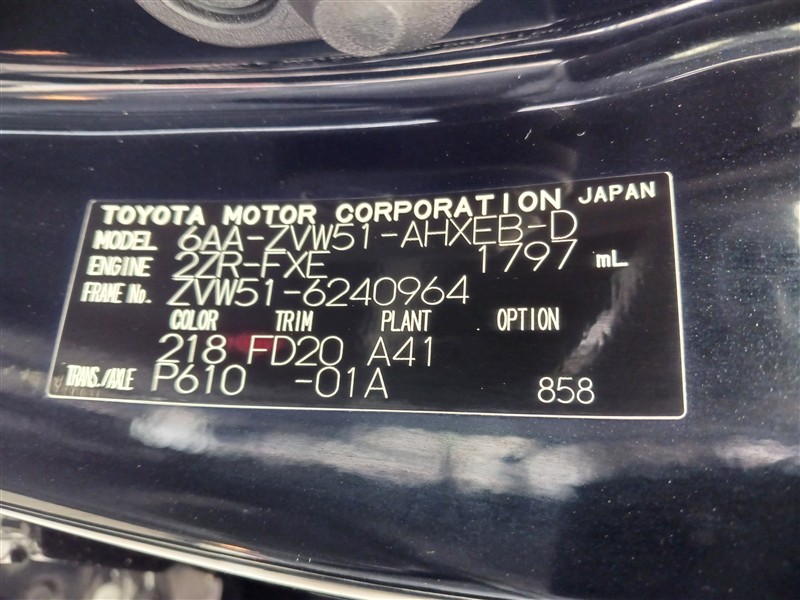 TOYOTA MOTOR CORPORATION JAPAN
MODEL 6AA-ZVW51-AHXEB-D
ENGINE 2ZR-FXE 1797 mL
FRAME No. ZVW51-6240964
COLOR TRIM PLANT OPTION
218 FD20 A41
TRANS./AXLE P610 -01A 858